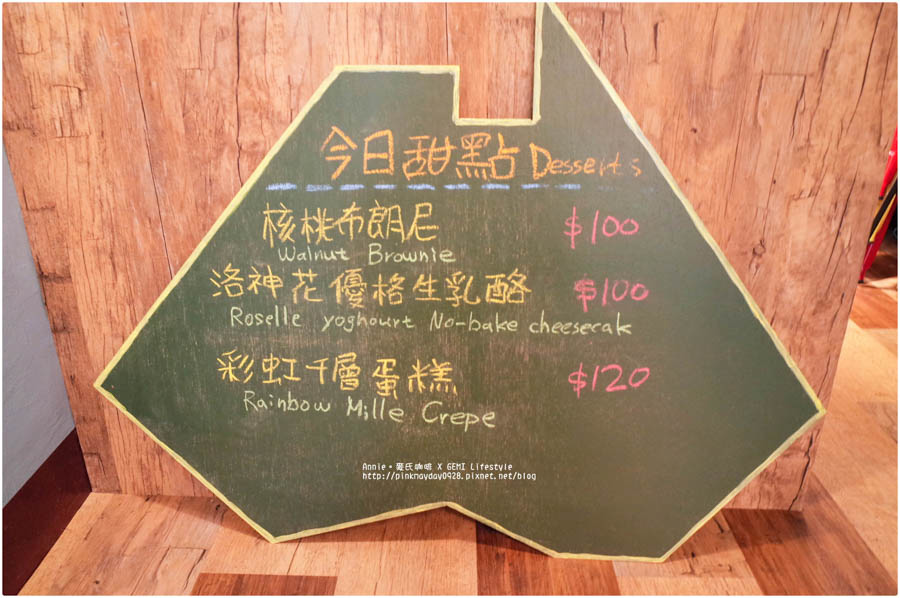 今日甜點 Desserts
核桃布朗尼 $100
Walnut Brownie
洛神花優格生乳酪 $100
Roselle yoghourt No-bake cheesecak
彩虹千層蛋糕 $120
Rainbow Mille Crepe
Annie。愛氏咖啡 X GEMI Lifestyle
http://pinkmayday0928.pixnet.net/blog